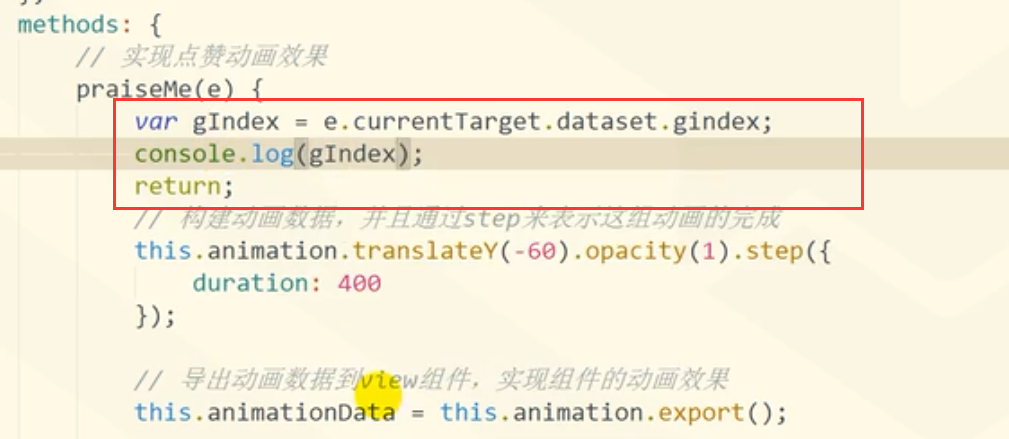 methods: {
// 实现点赞动画效果
praiseMe(e) {
var gIndex = e.currentTarget.dataset.gindex;
console.log(gIndex);
return;
// 构建动画数据，并且通过step来表示这组动画的完成
this.animation.translateY(-60).opacity(1).step({
duration: 400
});
// 导出动画数据到view组件，实现组件的动画效果
this.animationData = this.animation.export();